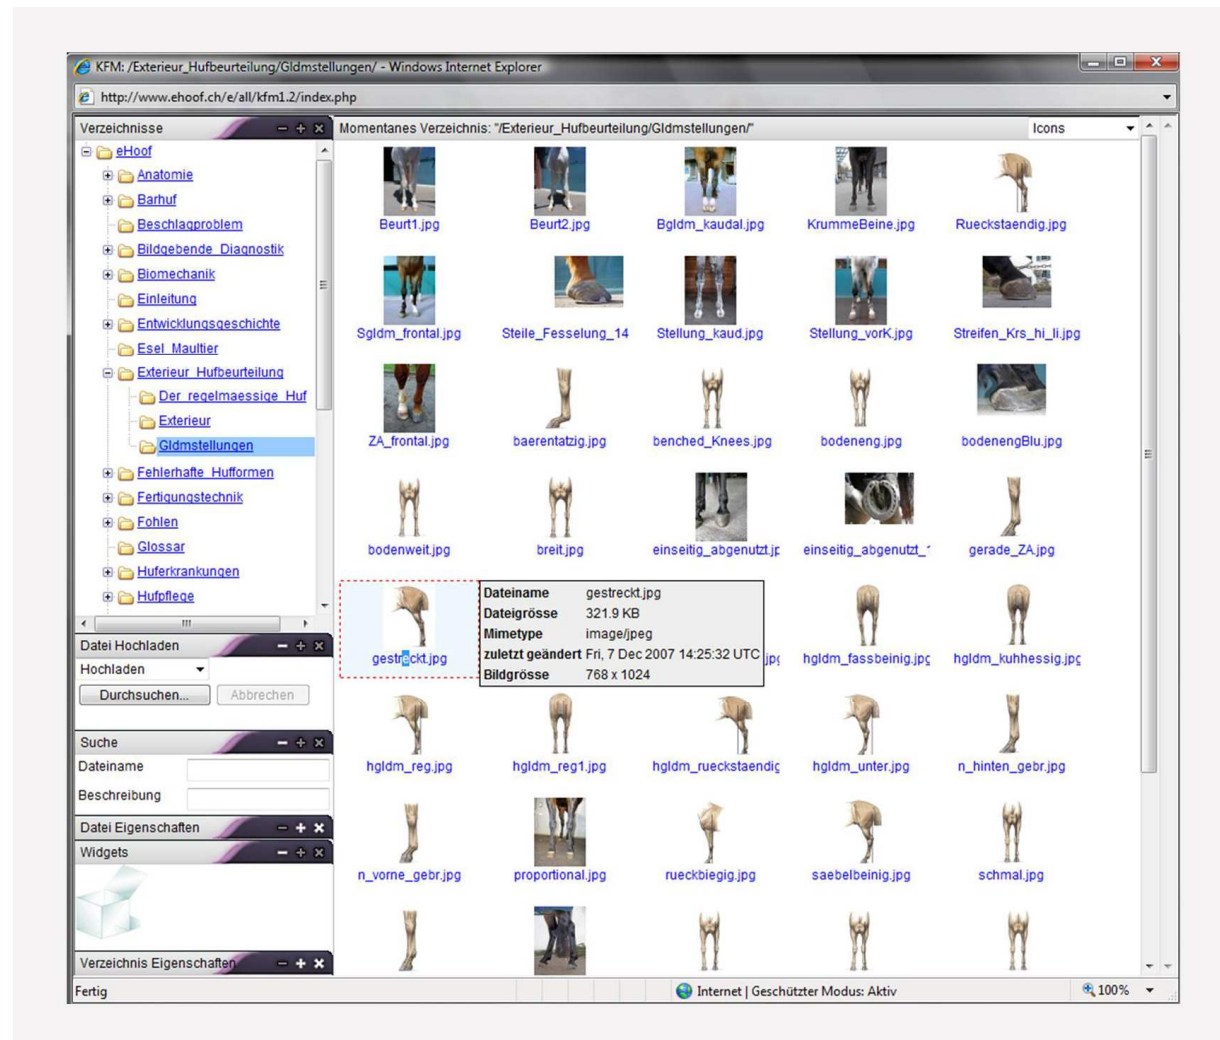 KFM: /Exterieur_Hufbeurteilung/Gldmstellungen/ - Windows Internet Explorer
http://www.ehoof.ch/e/all/kfm1.2/index.php
Verzeichnisse
eHoof
Anatomie
Barhuf
Beschlagproblem
Bildgebende_Diagnostik
Biomechanik
Einleitung
Entwicklungsgeschichte
Esel_Maultier
Exterieur_Hufbeurteilung
Der_regelmaessige_Huf
Exterieur
Gldmstellungen
Fehlerhafte_Hufformen
Fertigungstechnik
Fohlen
Glossar
Huferkrankungen
Hufpflege
Datei Hochladen
Hochladen
Durchsuchen... Abbrechen
Suche
Dateiname
Beschreibung
Datei Eigenschaften
Widgets
Verzeichnis Eigenschaften
Momentanes Verzeichnis: "/Exterieur_Hufbeurteilung/Gldmstellungen/" Icons
Beurt1.jpg Beurt2.jpg Bgldm_kaudal.jpg KrummeBeine.jpg Rueckstaendig.jpg
Sgldm_frontal.jpg Steile_Fesselung_14 Stellung_kaud.jpg Stellung_vorK.jpg Streifen_Krs_hi_li.jpg
ZA_frontal.jpg baerentatzig.jpg benched_Knees.jpg bodeneng.jpg bodenengBlu.jpg
bodenweit.jpg breit.jpg einseitig_abgenutzt.jp einseitig_abgenutzt_ gerade_ZA.jpg
gestreckt.jpg jpg hgldm_fassbeinig.jpg hgldm_kuhhessig.jpg
Dateiname gestreckt.jpg
Dateigrösse 321.9 KB
Mimetype image/jpeg
zuletzt geändert Fri, 7 Dec 2007 14:25:32 UTC
Bildgrösse 768 x 1024
hgldm_reg.jpg hgldm_reg1.jpg hgldm_rueckstaendig hgldm_unter.jpg n_hinten_gebr.jpg
n_vorne_gebr.jpg proportional.jpg rueckbiegig.jpg saebelbeinig.jpg schmal.jpg
Fertig Internet | Geschützter Modus: Aktiv 100%